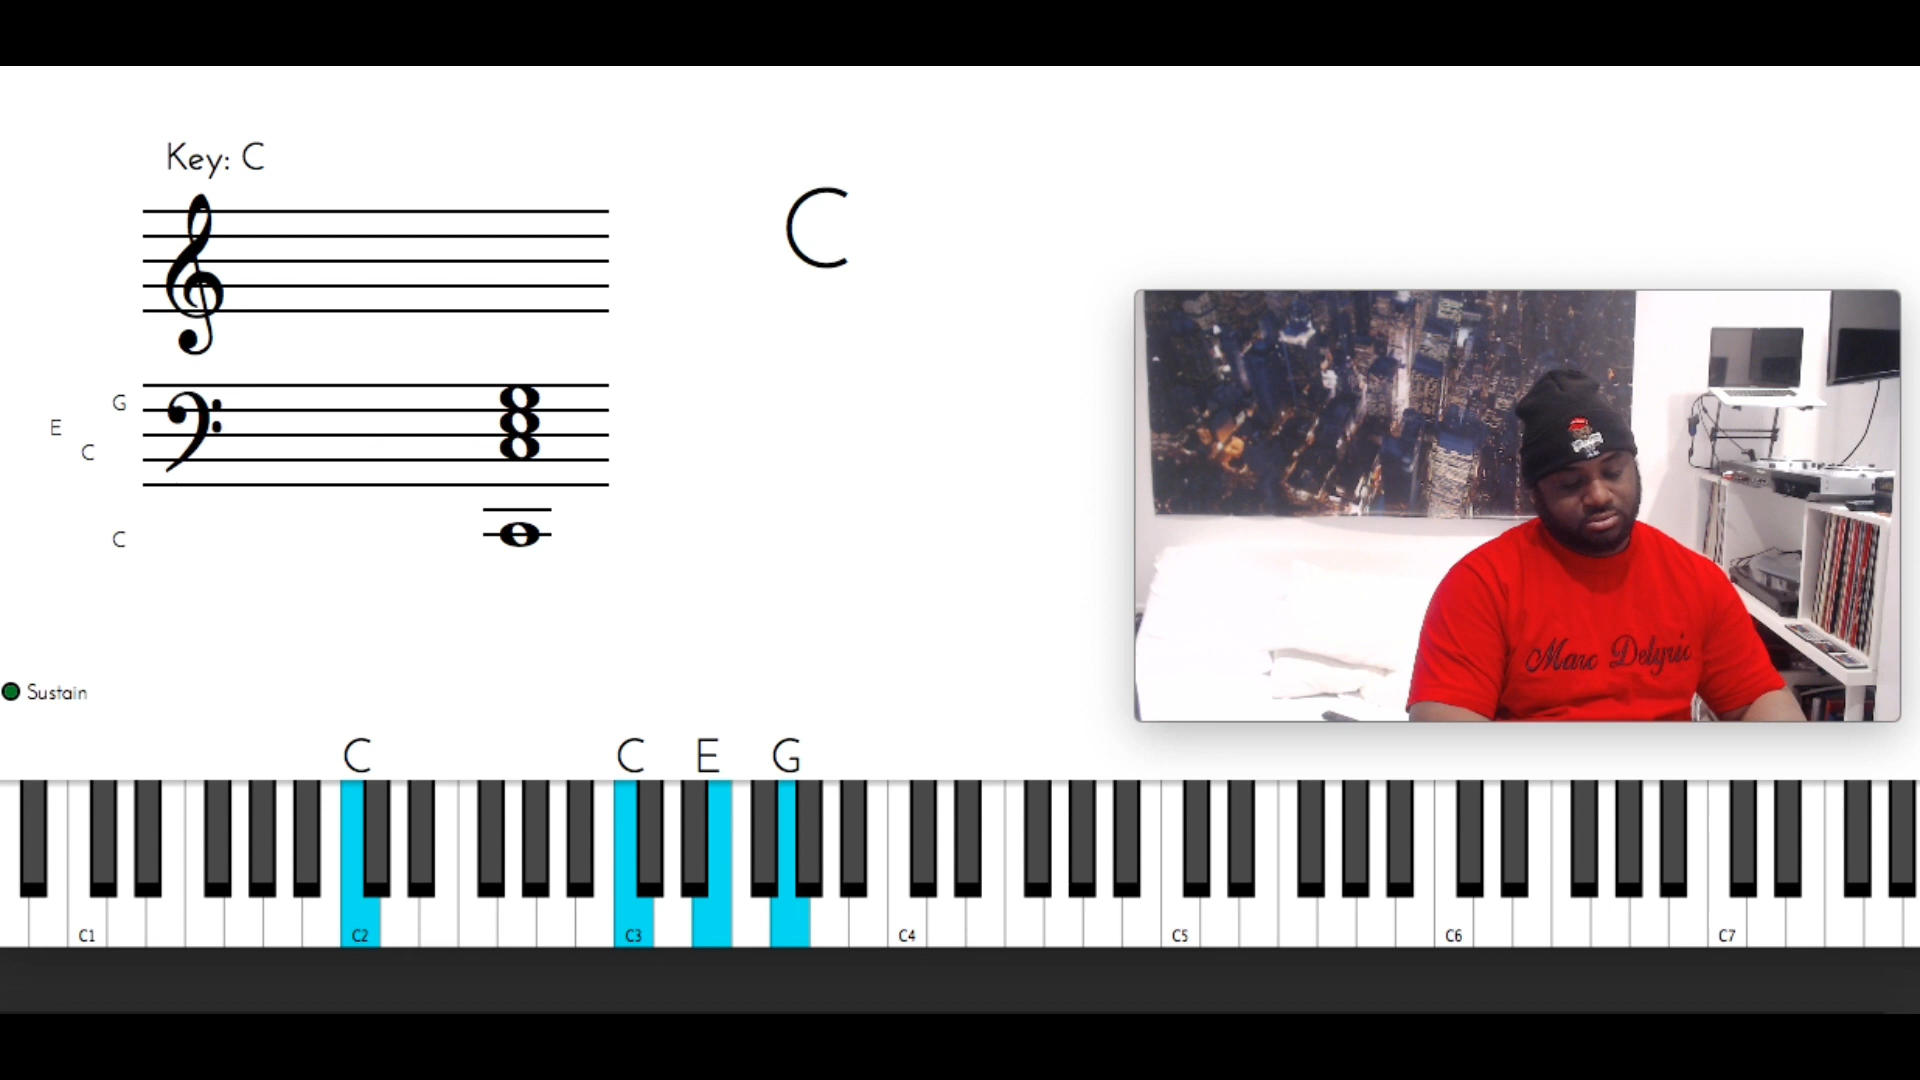 Key: C
C
G
E
C
C
Marc Delyric
Sustain
C C E G
C1 C2 C3 C4 C5 C6 C7